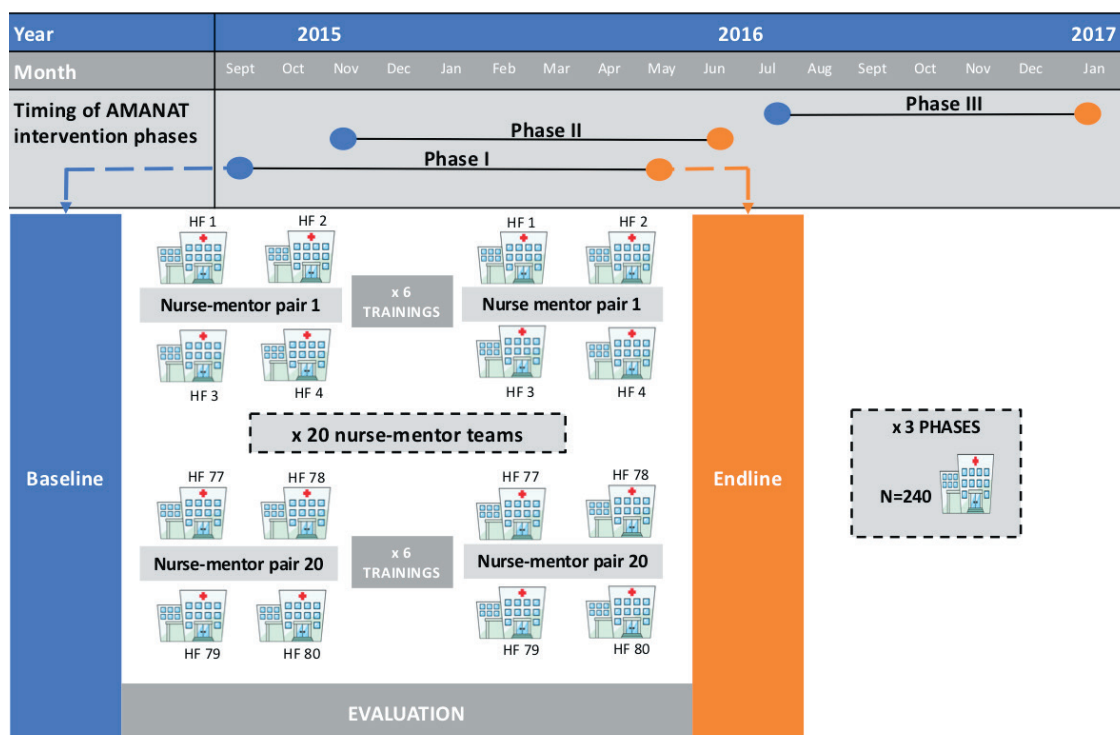 Year 2015 2016 2017
Month Sept Oct Nov Dec Jan Feb Mar Apr May Jun Jul Aug Sept Oct Nov Dec Jan
Timing of AMANAT
intervention phases
Phase III
Phase II
Phase I
HF 1 HF 2 HF 1 HF 2
Nurse-mentor pair 1
x 6
TRAININGS
Nurse mentor pair 1
HF 3 HF 4 HF 3 HF 4
x 20 nurse-mentor teams
x 3 PHASES
N=240
Baseline
Endline
HF 77 HF 78 HF 77 HF 78
Nurse-mentor pair 20
x 6
TRAININGS
Nurse-mentor pair 20
HF 79 HF 80 HF 79 HF 80
EVALUATION